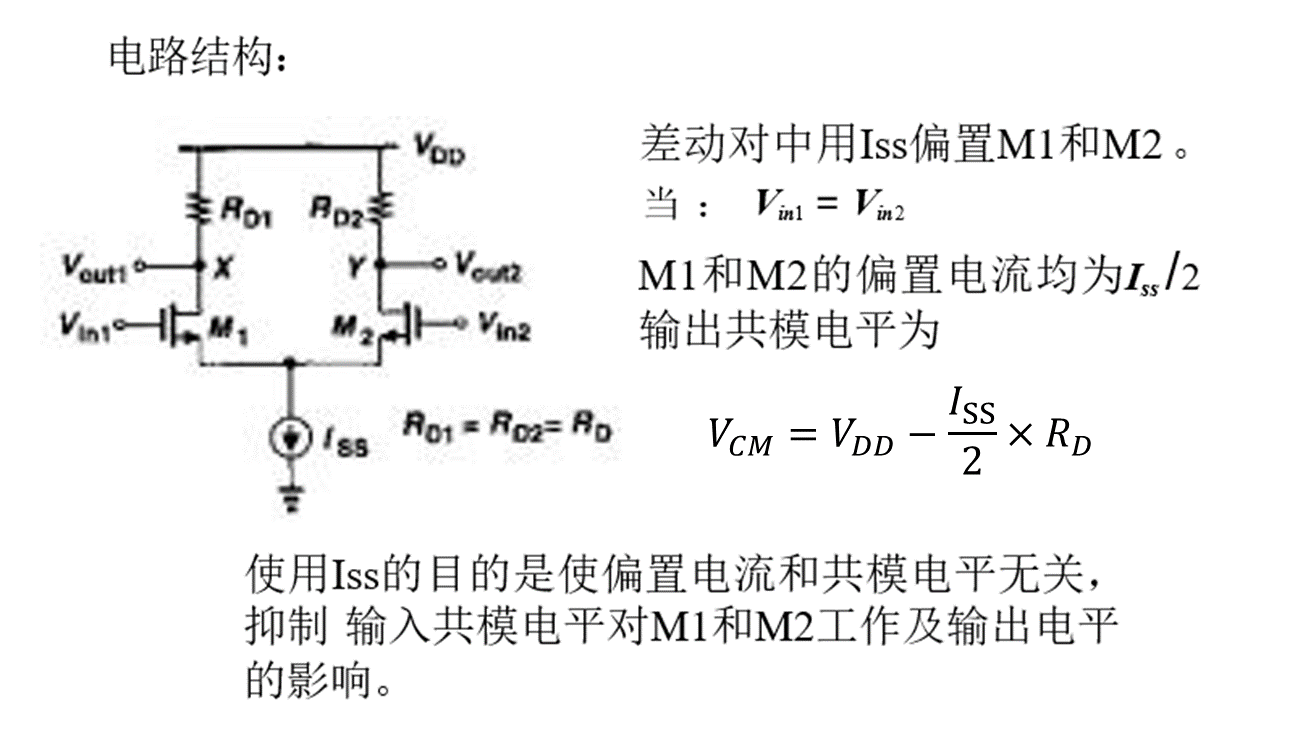 电路结构：
V_DD
R_D1 R_D2
V_out1 X Y V_out2
V_in1 M_1 M_2 V_in2
I_SS R_D1 = R_D2= R_D
差动对中用Iss偏置M1和M2。
当： V_in1 = V_in2
M1和M2的偏置电流均为I_ss/2
输出共模电平为
V_CM = V_DD − I_SS/2 × R_D
使用Iss的目的是使偏置电流和共模电平无关，
抑制 输入共模电平对M1和M2工作及输出电平
的影响。